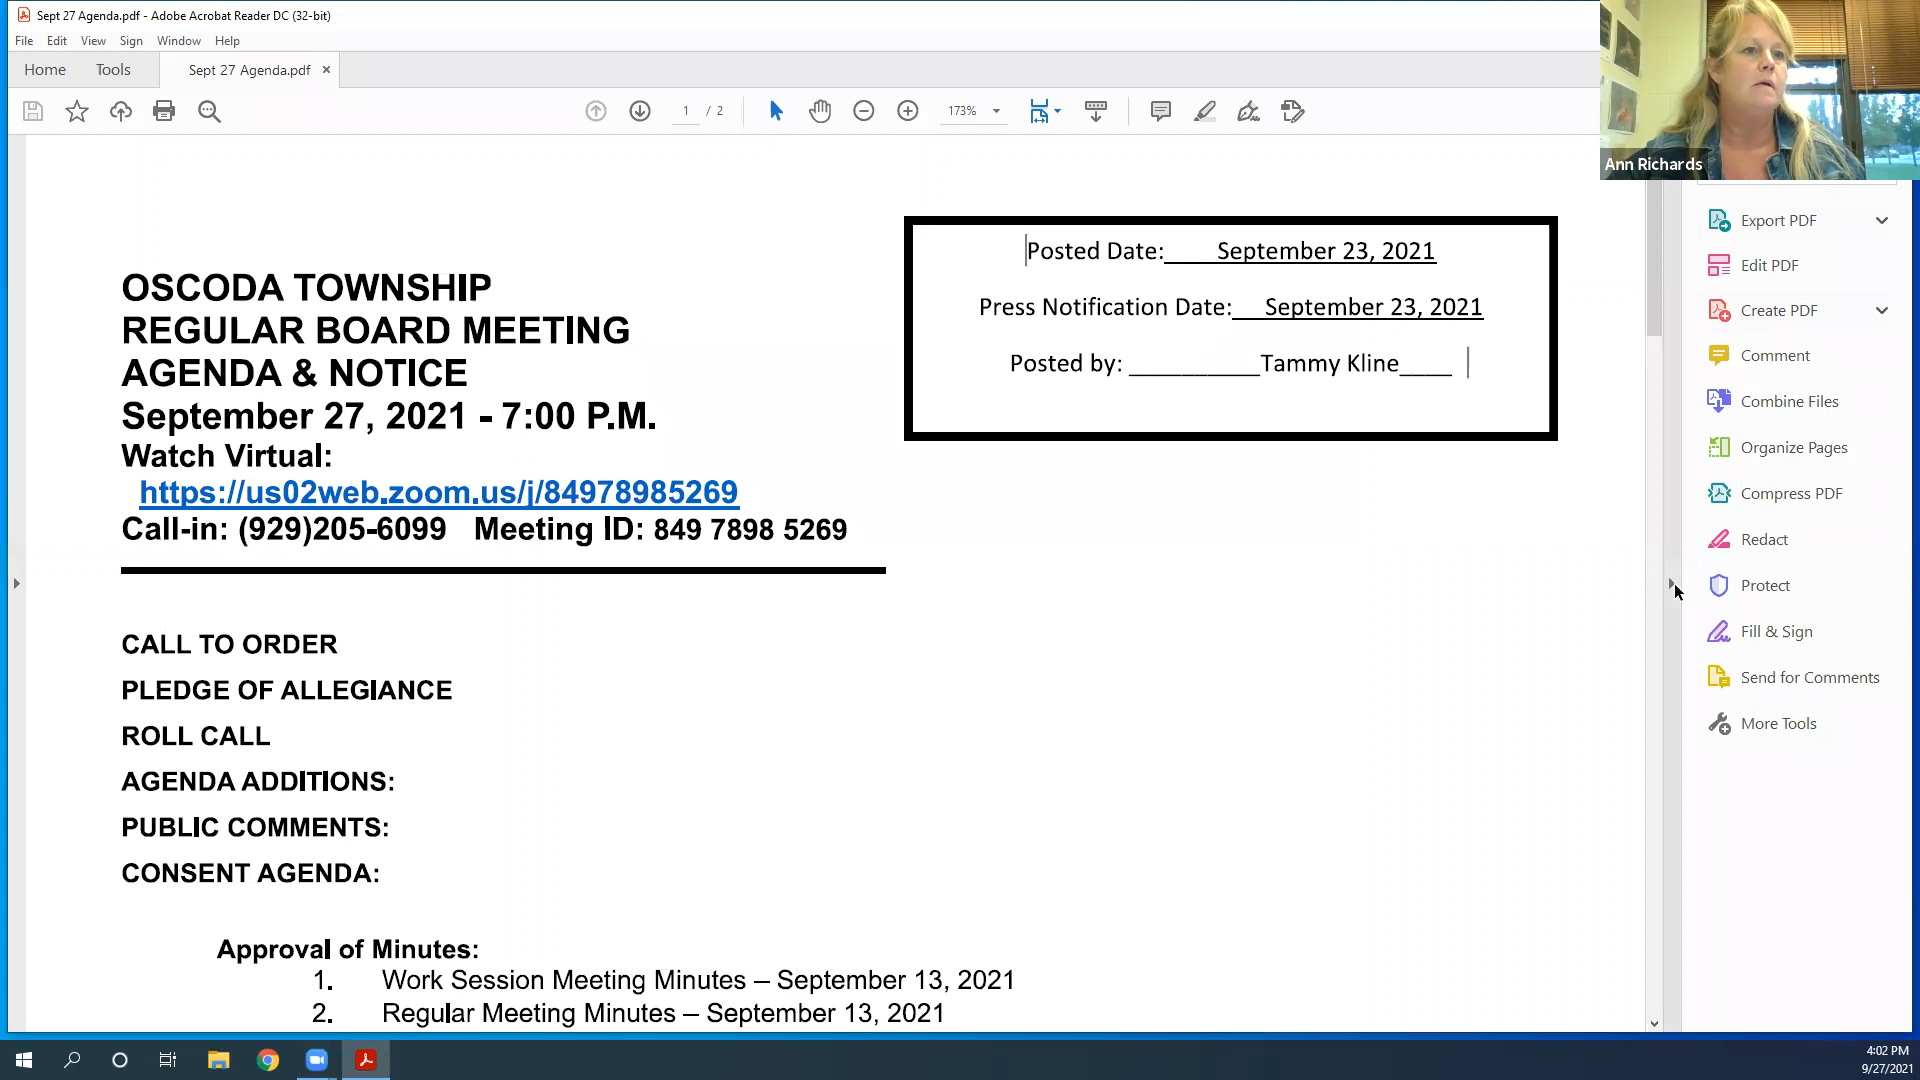 Sept 27 Agenda.pdf - Adobe Acrobat Reader DC (32-bit)
File Edit View Sign Window Help
Home Tools Sept 27 Agenda.pdf ×
1 / 2 173%
Ann Richards
Posted Date:____September 23, 2021
Press Notification Date:__September 23, 2021
Posted by: __________Tammy Kline____
OSCODA TOWNSHIP
REGULAR BOARD MEETING
AGENDA & NOTICE
September 27, 2021 - 7:00 P.M.
Watch Virtual:
https://us02web.zoom.us/j/84978985269
Call-in: (929)205-6099 Meeting ID: 849 7898 5269
CALL TO ORDER
PLEDGE OF ALLEGIANCE
ROLL CALL
AGENDA ADDITIONS:
PUBLIC COMMENTS:
CONSENT AGENDA:
Approval of Minutes:
1. Work Session Meeting Minutes – September 13, 2021
2. Regular Meeting Minutes – September 13, 2021
Export PDF
Edit PDF
Create PDF
Comment
Combine Files
Organize Pages
Compress PDF
Redact
Protect
Fill & Sign
Send for Comments
More Tools
4:02 PM
9/27/2021